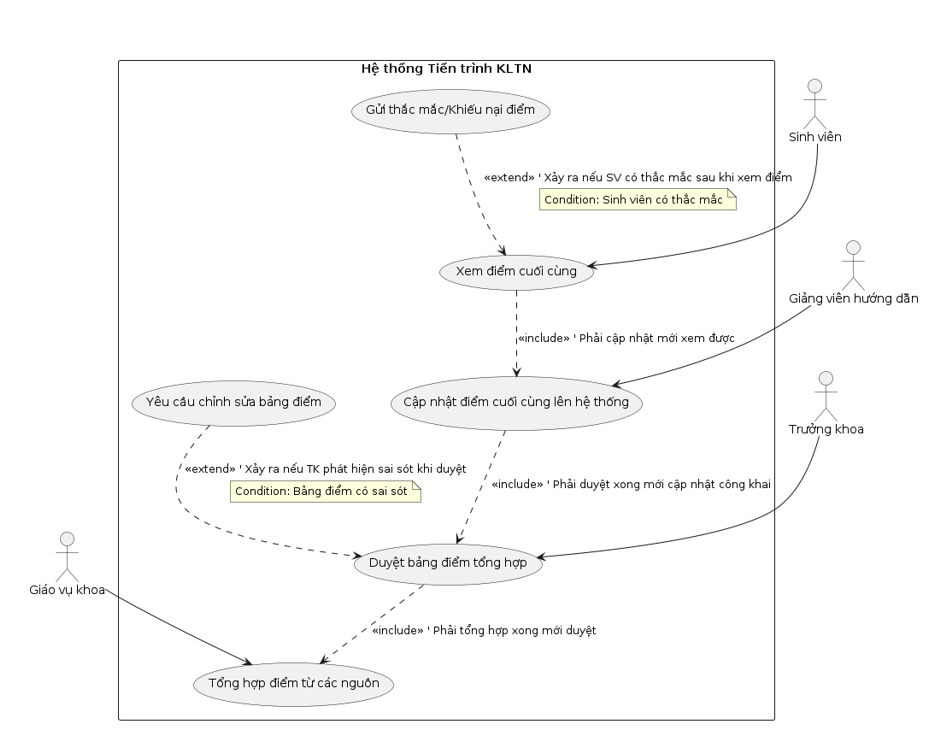 Hệ thống Tiến trình KLTN
Gửi thắc mắc/Khiếu nại điểm
Sinh viên
«extend» ' Xảy ra nếu SV có thắc mắc sau khi xem điểm
Condition: Sinh viên có thắc mắc
Xem điểm cuối cùng
Giảng viên hướng dẫn
«include» ' Phải cập nhật mới xem được
Yêu cầu chỉnh sửa bảng điểm
Cập nhật điểm cuối cùng lên hệ thống
Trưởng khoa
«extend» ' Xảy ra nếu TK phát hiện sai sót khi duyệt
Condition: Bảng điểm có sai sót
«include» ' Phải duyệt xong mới cập nhật công khai
Duyệt bảng điểm tổng hợp
Giáo vụ khoa
«include» ' Phải tổng hợp xong mới duyệt
Tổng hợp điểm từ các nguồn